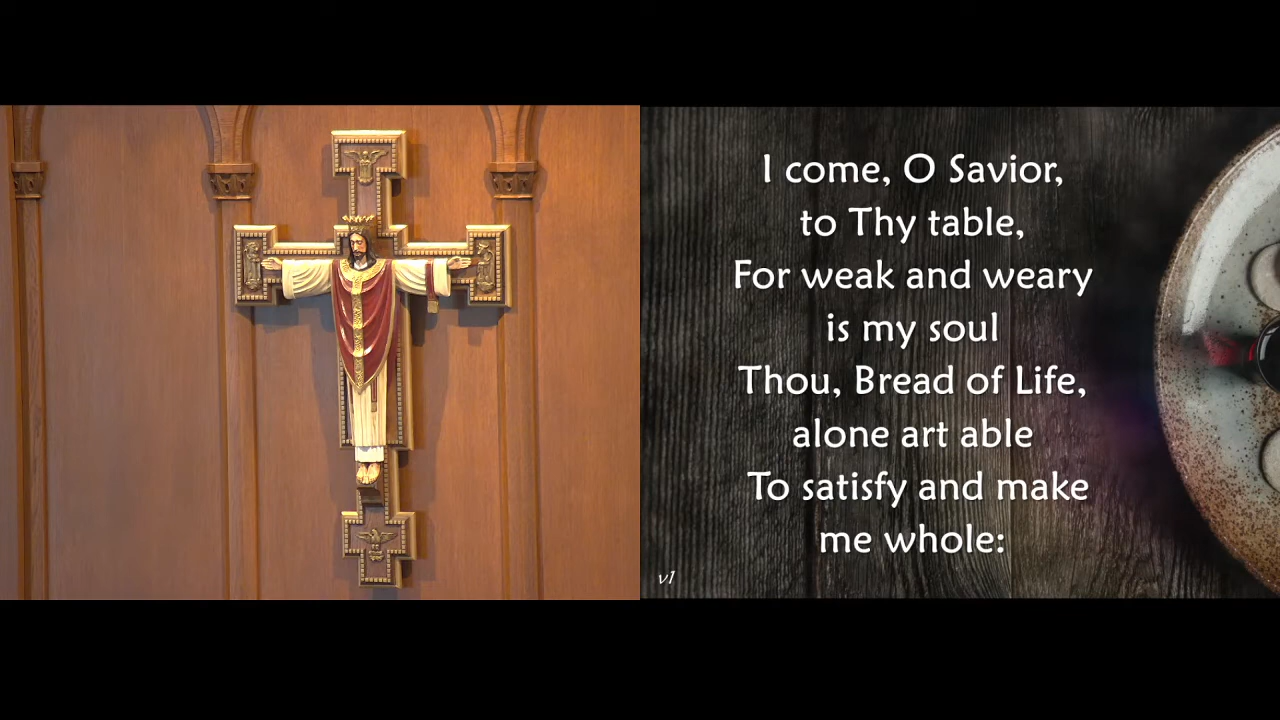 I come, O Savior,
to Thy table,
For weak and weary
is my soul
Thou, Bread of Life,
alone art able
To satisfy and make
me whole:
v1